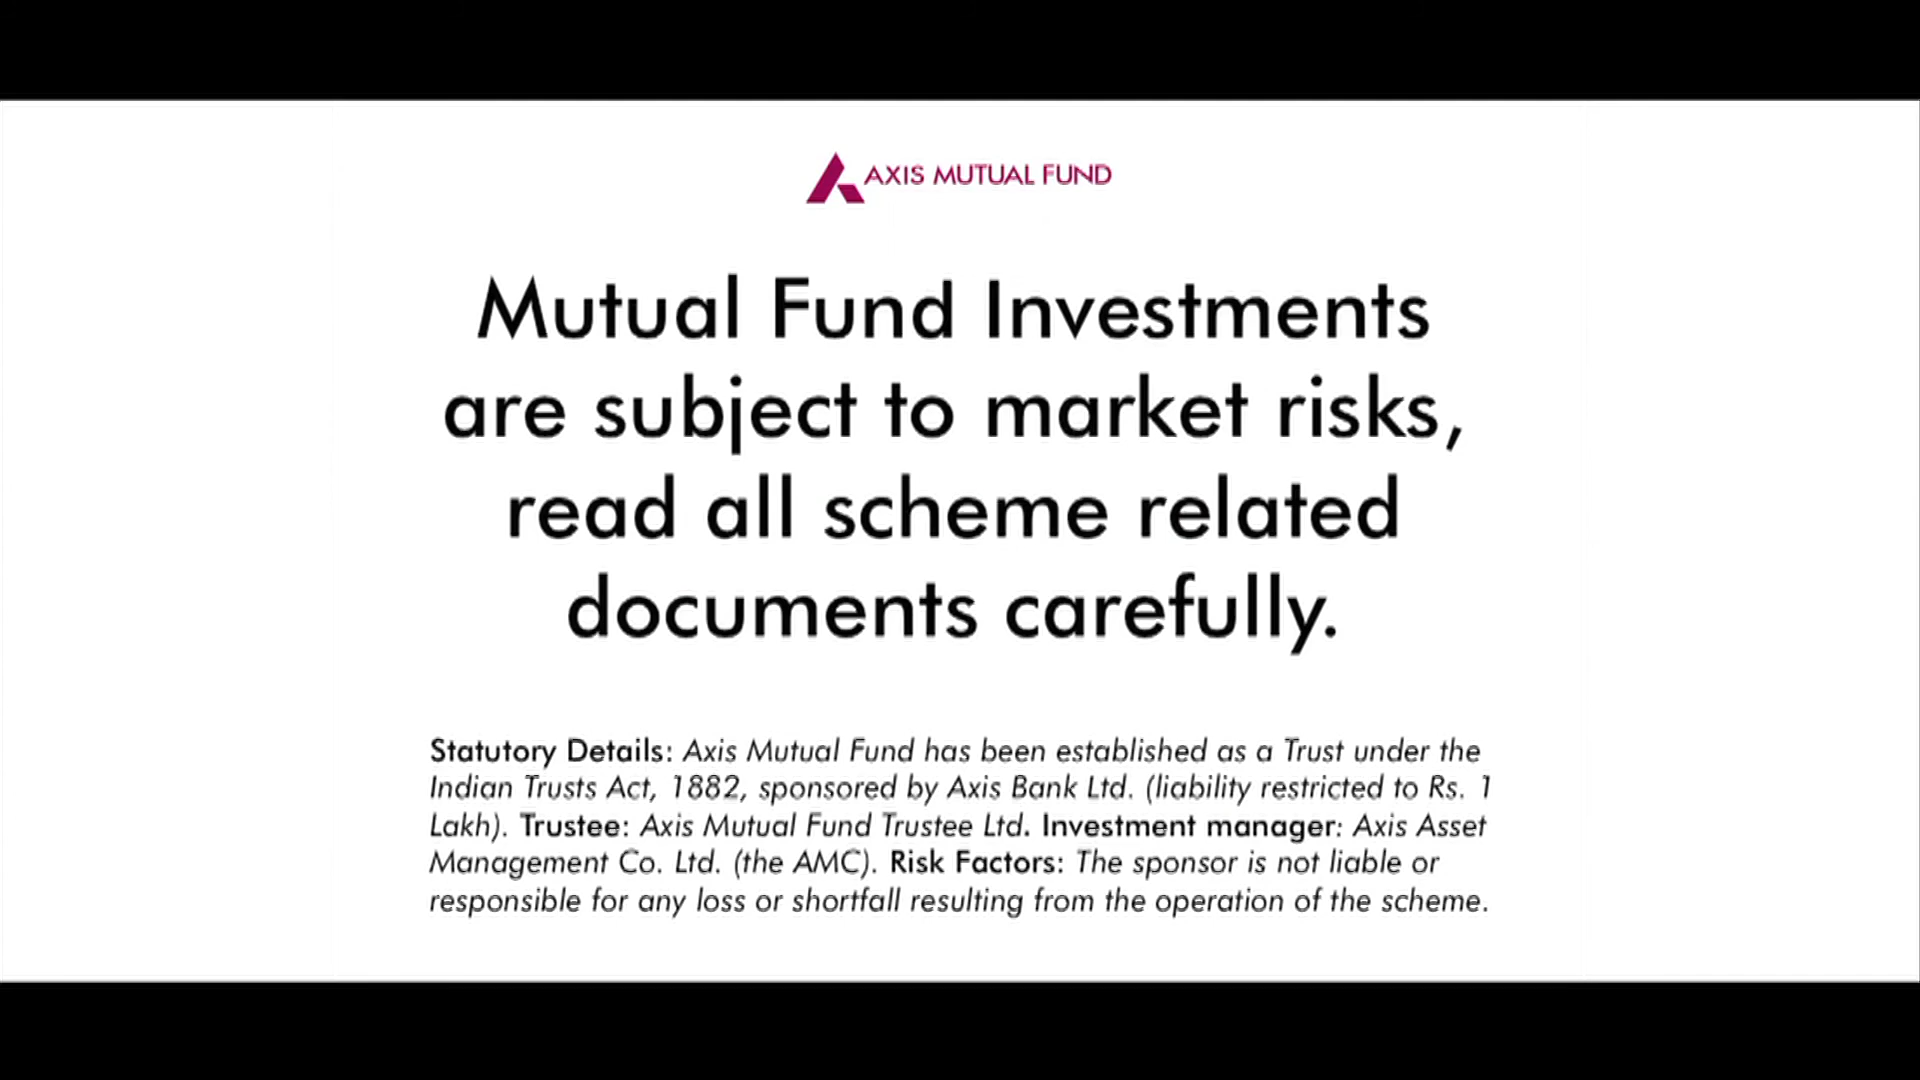 AXIS MUTUAL FUND
Mutual Fund Investments
are subject to market risks,
read all scheme related
documents carefully.
Statutory Details: Axis Mutual Fund has been established as a Trust under the
Indian Trusts Act, 1882, sponsored by Axis Bank Ltd. (liability restricted to Rs. 1
Lakh). Trustee: Axis Mutual Fund Trustee Ltd. Investment manager: Axis Asset
Management Co. Ltd. (the AMC). Risk Factors: The sponsor is not liable or
responsible for any loss or shortfall resulting from the operation of the scheme.